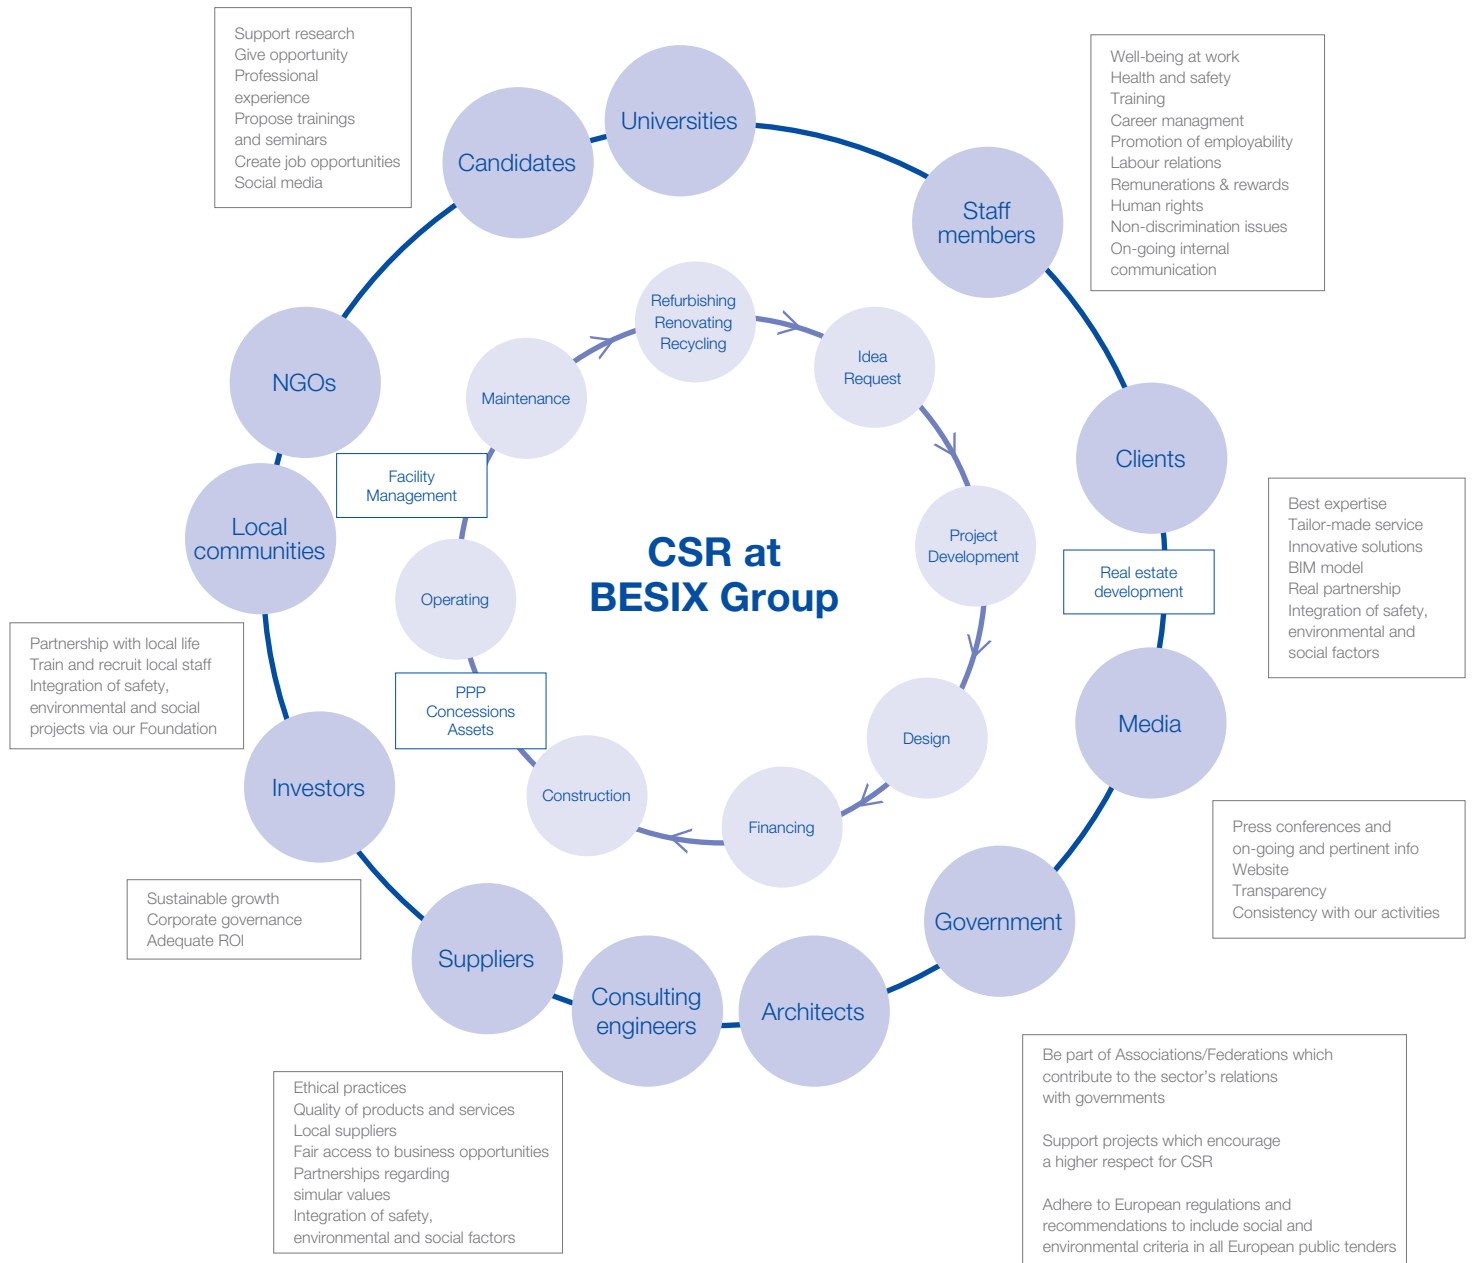 Support research
Give opportunity
Professional
experience
Propose trainings
and seminars
Create job opportunities
Social media
Universities
Candidates
Well-being at work
Health and safety
Training
Career managment
Promotion of employability
Labour relations
Remunerations & rewards
Human rights
Non-discrimination issues
On-going internal
communication
Staff
members
Refurbishing
Renovating
Recycling
Idea
Request
Maintenance
NGOs
Clients
Facility
Management
Local
communities
Project
Development
CSR at
BESIX Group
Real estate
development
Best expertise
Tailor-made service
Innovative solutions
BIM model
Real partnership
Integration of safety,
environmental and
social factors
Operating
Partnership with local life
Train and recruit local staff
Integration of safety,
environmental and social
projects via our Foundation
PPP
Concessions
Assets
Media
Design
Investors
Construction
Financing
Press conferences and
on-going and pertinent info
Website
Transparency
Consistency with our activities
Sustainable growth
Corporate governance
Adequate ROI
Government
Suppliers
Consulting
engineers
Architects
Ethical practices
Quality of products and services
Local suppliers
Fair access to business opportunities
Partnerships regarding
simular values
Integration of safety,
environmental and social factors
Be part of Associations/Federations which
contribute to the sector’s relations
with governments
Support projects which encourage
a higher respect for CSR
Adhere to European regulations and
recommendations to include social and
environmental criteria in all European public tenders